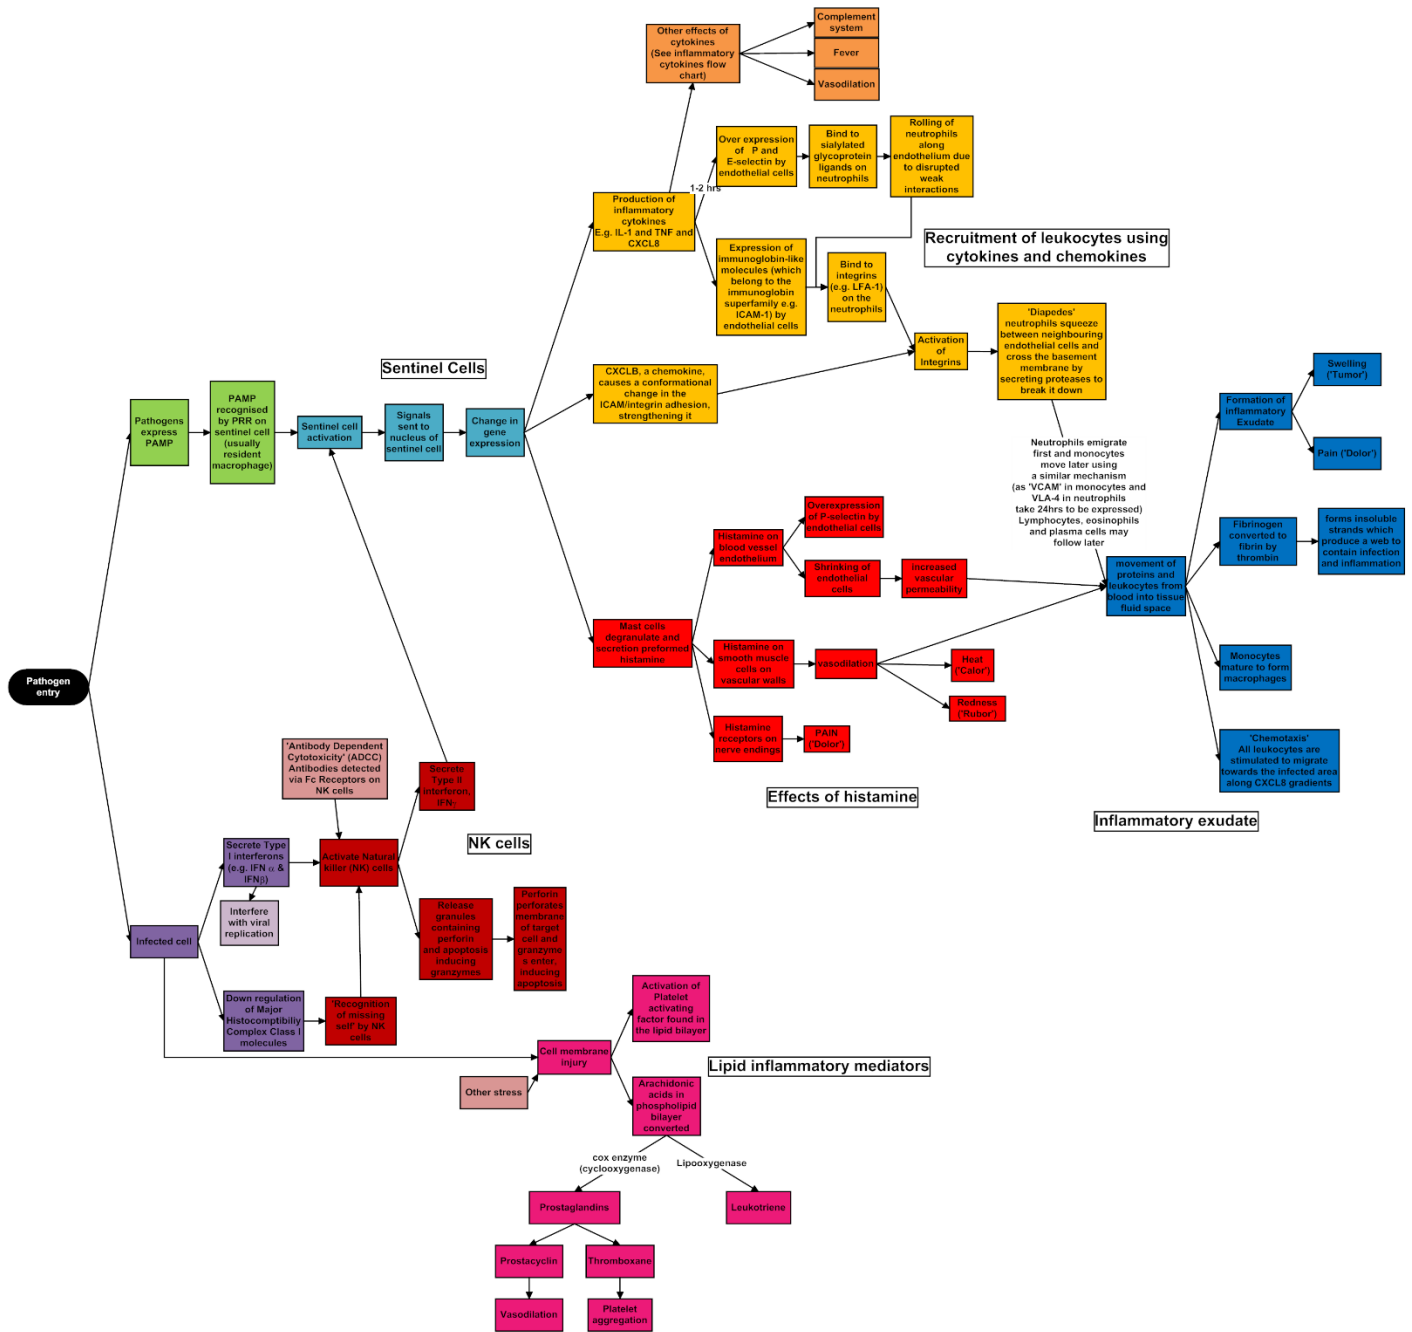 Complement
system
Other effects of
cytokines
(See inflammatory
cytokines flow
chart)
Fever
Vasodilation
Over expression
of P and
E-selectin by
endothelial cells
Bind to
sialylated
glycoprotein
ligands on
neutrophils
Rolling of
neutrophils
along
endothelium due
to disrupted
weak
interactions
1-2 hrs
Production of
inflammatory
cytokines
E.g. IL-1 and TNF and
CXCL8
Expression of
immunoglobin-like
molecules (which
belong to the
immunoglobin
superfamily e.g.
ICAM-1) by
endothelial cells
Bind to
integrins
(e.g. LFA-1)
on the
neutrophils
Recruitment of leukocytes using
cytokines and chemokines
'Diapedes'
neutrophils squeeze
between neighbouring
endothelial cells and
cross the basement
membrane by
secreting proteases to
break it down
Activation
of
Integrins
Sentinel Cells
CXCLB, a chemokine,
causes a conformational
change in the
ICAM/integrin adhesion,
strengthening it
Swelling
('Tumor')
Formation of
inflammatory
Exudate
Pain ('Dolor')
Pathogens
express
PAMP
PAMP
recognised
by PRR on
sentinel cell
(usually
resident
macrophage)
Sentinel cell
activation
Signals
sent to
nucleus of
sentinel cell
Change in
gene
expression
Neutrophils emigrate
first and monocytes
move later using
a similar mechanism
(as 'VCAM' in monocytes and
VLA-4 in neutrophils
take 24hrs to be expressed)
Lymphocytes, eosinophils
and plasma cells may
follow later
Overexpression
of P-selectin by
endothelial cells
Histamine on
blood vessel
endothelium
Shrinking of
endothelial
cells
increased
vascular
permeability
Fibrinogen
converted to
fibrin by
thrombin
forms insoluble
strands which
produce a web to
contain infection
and inflammation
movement of
proteins and
leukocytes from
blood into tissue
fluid space
Mast cells
degranulate and
secretion preformed
histamine
Histamine on
smooth muscle
cells on
vascular walls
vasodilation
Heat
('Calor')
Redness
('Rubor')
Monocytes
mature to form
macrophages
Histamine
receptors on
nerve endings
PAIN
('Dolor')
'Chemotaxis'
All leukocytes are
stimulated to migrate
towards the infected area
along CXCL8 gradients
Effects of histamine
Inflammatory exudate
Pathogen
entry
'Antibody Dependent
Cytotoxicity' (ADCC)
Antibodies detected
via Fc Receptors on
NK cells
Secrete
Type II
interferon,
IFNγ
NK cells
Secrete Type
I interferons
(e.g. IFN α &
IFNβ)
Activate Natural
killer (NK) cells
Interfere
with viral
replication
Infected cell
Release
granules
containing
perform
and apoptosis
inducing
granzymes
Perforin
perforates
membrane
of target
cell and
granzyme
s enter,
inducing
apoptosis
Down regulation
of Major
Histocomptibiliy
Complex Class I
molecules
'Recognition
of missing
self' by NK
cells
Activation of
Platelet
activating
factor found in
the lipid bilayer
Cell membrane
injury
Other stress
Lipid inflammatory mediators
Arachidonic
acids in
phospholipid
bilayer
converted
cox enzyme
(cyclooxygenase)
Lipooxygenase
Prostaglandins
Leukotriene
Prostacyclin
Thromboxane
Vasodilation
Platelet
aggregation